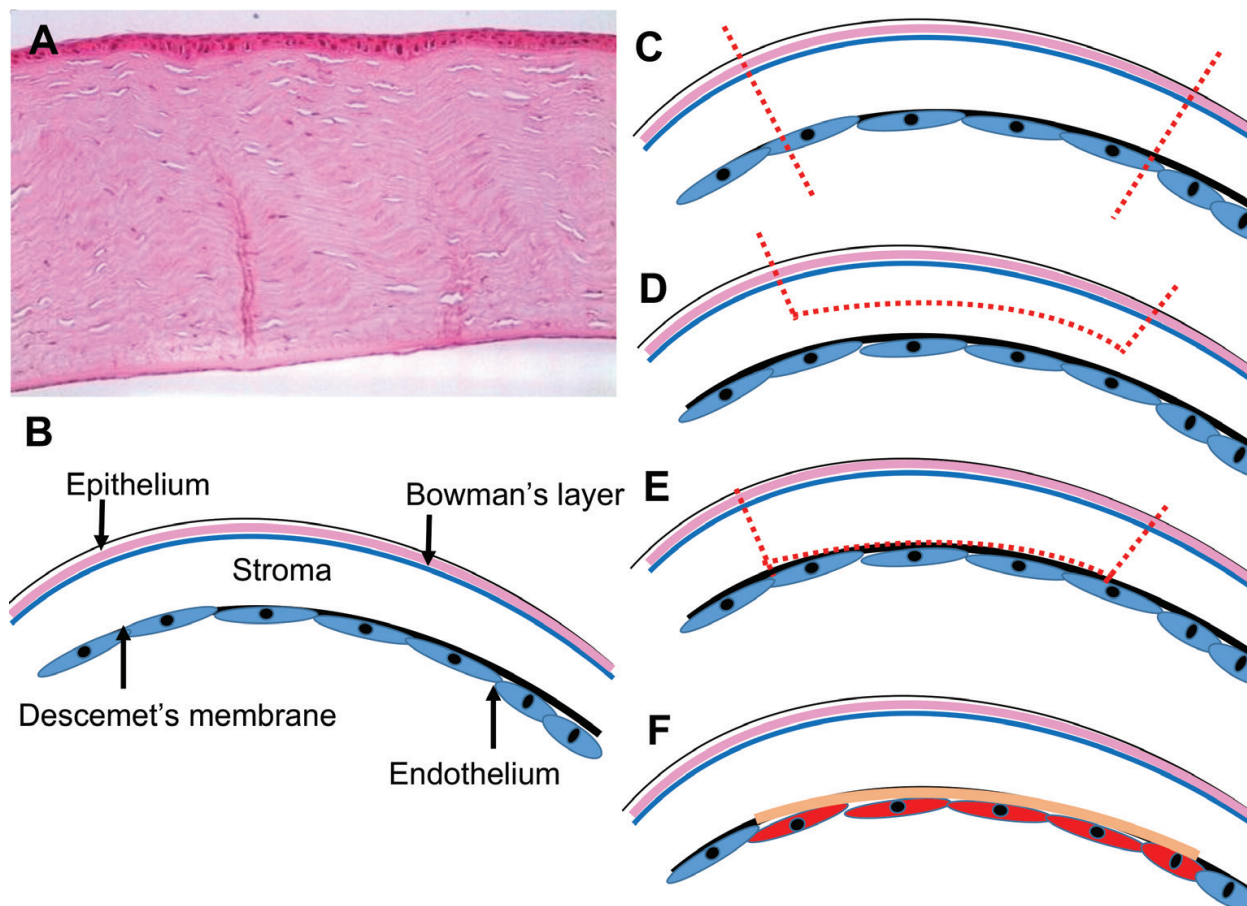 A
B
Epithelium
Bowman's layer
Stroma
Descemet's membrane
Endothelium
C
D
E
F